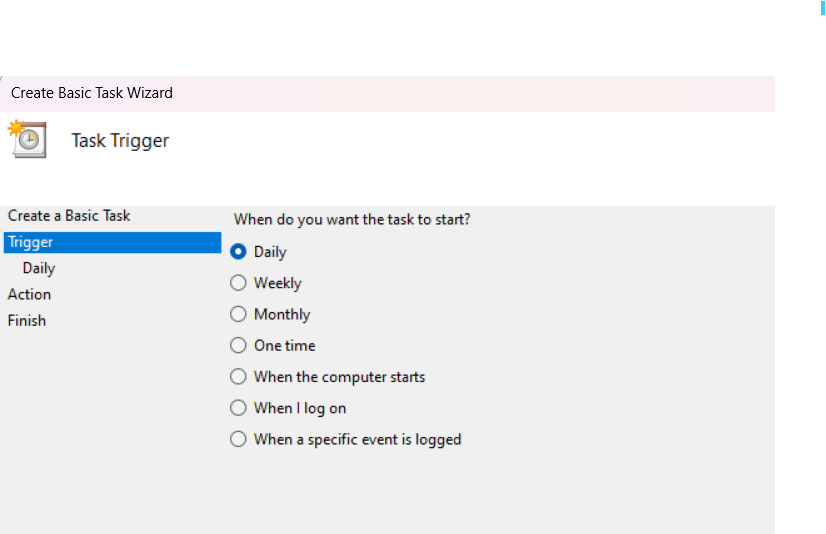 Create Basic Task Wizard
Task Trigger
Create a Basic Task
Trigger
Daily
Action
Finish
When do you want the task to start?
Daily
Weekly
Monthly
One time
When the computer starts
When I log on
When a specific event is logged